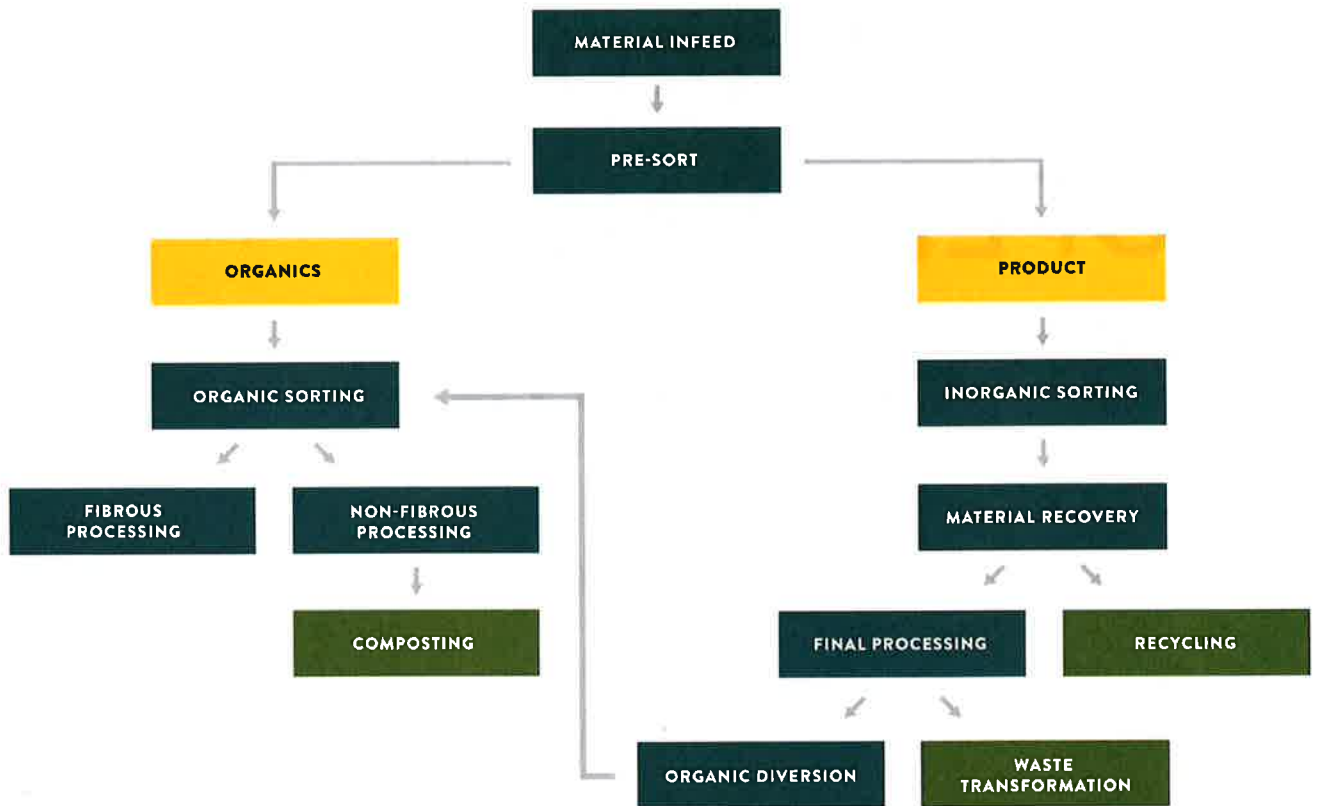 MATERIAL INFEED
PRE-SORT
ORGANICS
PRODUCT
ORGANIC SORTING
INORGANIC SORTING
FIBROUS
PROCESSING
NON-FIBROUS
PROCESSING
MATERIAL RECOVERY
COMPOSTING
FINAL PROCESSING
RECYCLING
ORGANIC DIVERSION
WASTE
TRANSFORMATION